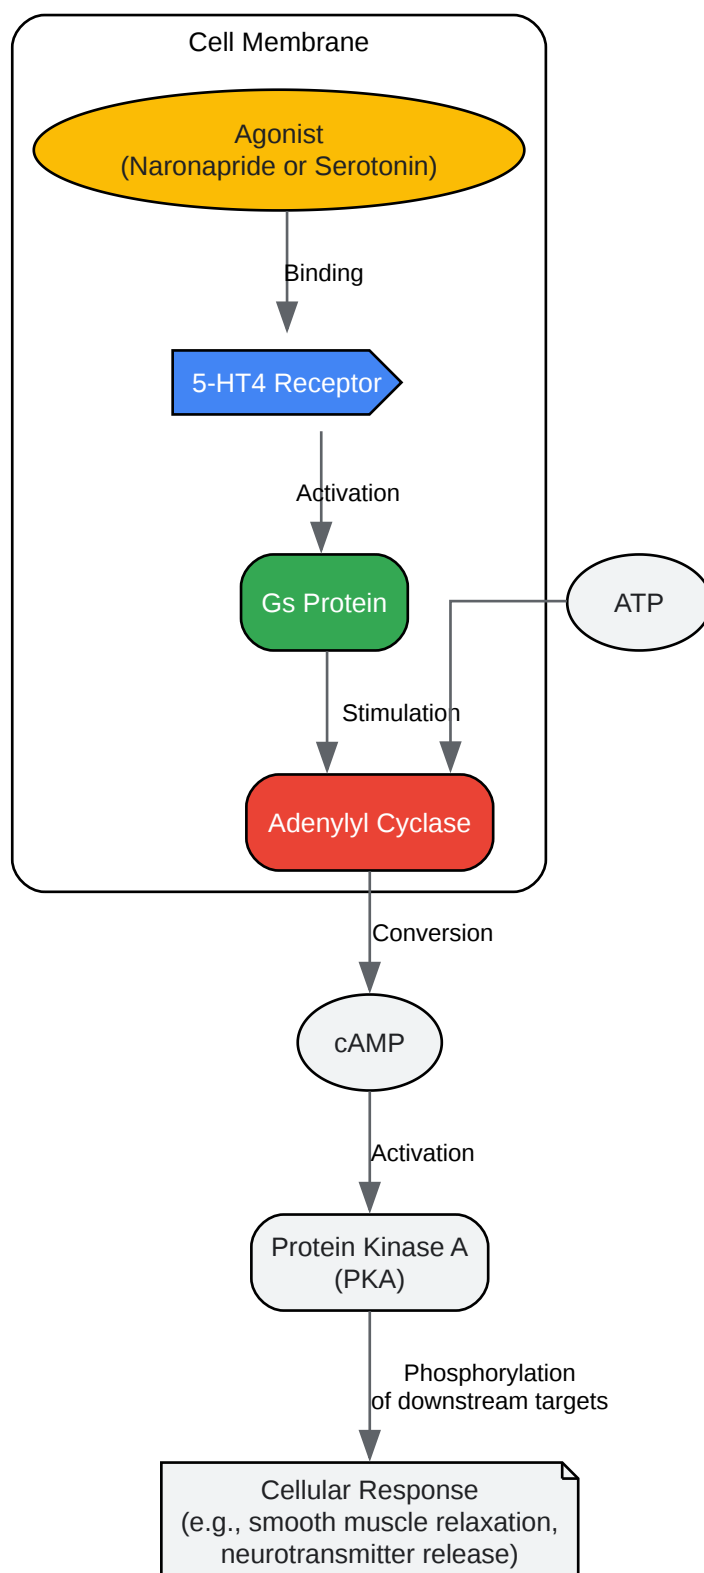 Cell Membrane
Agonist
(Naronapride or Serotonin)
Binding
5-HT4 Receptor
Activation
Gs Protein
ATP
Stimulation
Adenylyl Cyclase
Conversion
cAMP
Activation
Protein Kinase A
(PKA)
Phosphorylation
of downstream targets
Cellular Response
(e.g., smooth muscle relaxation,
neurotransmitter release)